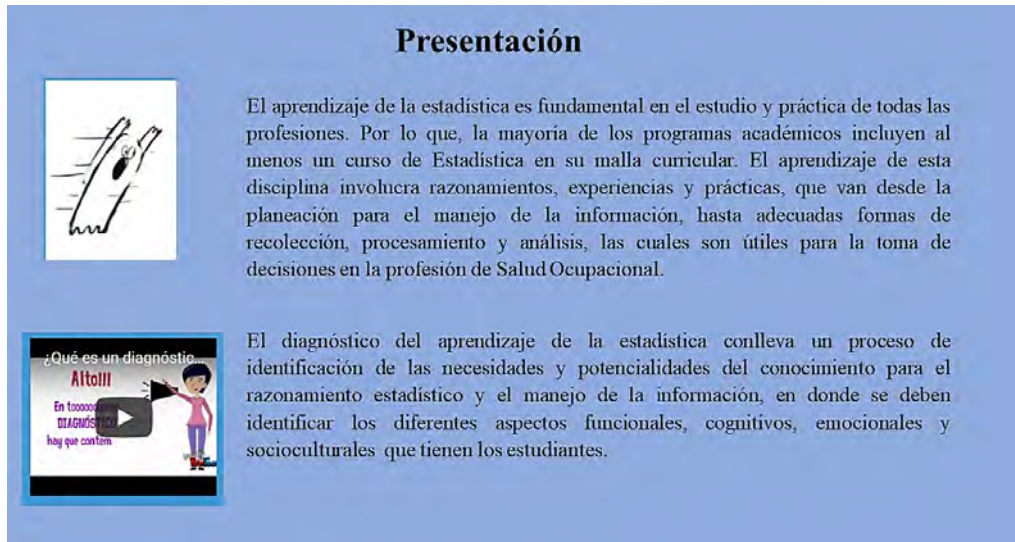 Presentación
El aprendizaje de la estadística es fundamental en el estudio y práctica de todas las
profesiones. Por lo que, la mayoría de los programas académicos incluyen al
menos un curso de Estadística en su malla curricular. El aprendizaje de esta
disciplina involucra razonamientos, experiencias y prácticas, que van desde la
planeación para el manejo de la información, hasta adecuadas formas de
recolección, procesamiento y análisis, las cuales son útiles para la toma de
decisiones en la profesión de Salud Ocupacional.
¿Qué es un diagnóstic...
Alto!!!
En
DIAGNÓSTICO
hay que
El diagnóstico del aprendizaje de la estadística conlleva un proceso de
identificación de las necesidades y potencialidades del conocimiento para el
razonamiento estadístico y el manejo de la información, en donde se deben
identificar los diferentes aspectos funcionales, cognitivos, emocionales y
socioculturales que tienen los estudiantes.